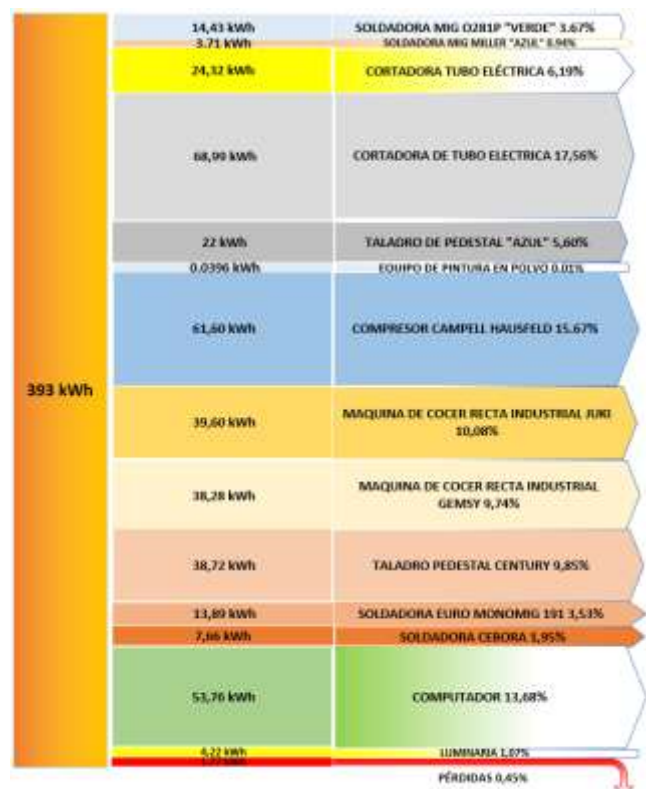 14,43 kWh SOLDADORA MIG O281P "VERDE" 3.67%
3.71 kWh SOLDADORA MIG MILLER "AZUL" 0.94%
24,32 kWh CORTADORA TUBO ELÉCTRICA 6,19%
68,99 kWh CORTADORA DE TUBO ELECTRICA 17,56%
22 kWh TALADRO DE PEDESTAL "AZUL" 5,60%
0.0396 kWh EQUIPO DE PINTURA EN POLVO 0.01%
61,60 kWh COMPRESOR CAMPELL HAUSFELD 15.67%
393 kWh
39,60 kWh MAQUINA DE COCER RECTA INDUSTRIAL JUKI
10,08%
38,28 kWh MAQUINA DE COCER RECTA INDUSTRIAL
GEMSY 9,74%
38,72 kWh TALADRO PEDESTAL CENTURY 9,85%
13,89 kWh SOLDADORA EURO MONOMIG 191 3,53%
7,66 kWh SOLDADORA CEBORA 1,95%
53,76 kWh COMPUTADOR 13,68%
4,22 kWh LUMINARIA 1,07%
PÉRDIDAS 0,45%